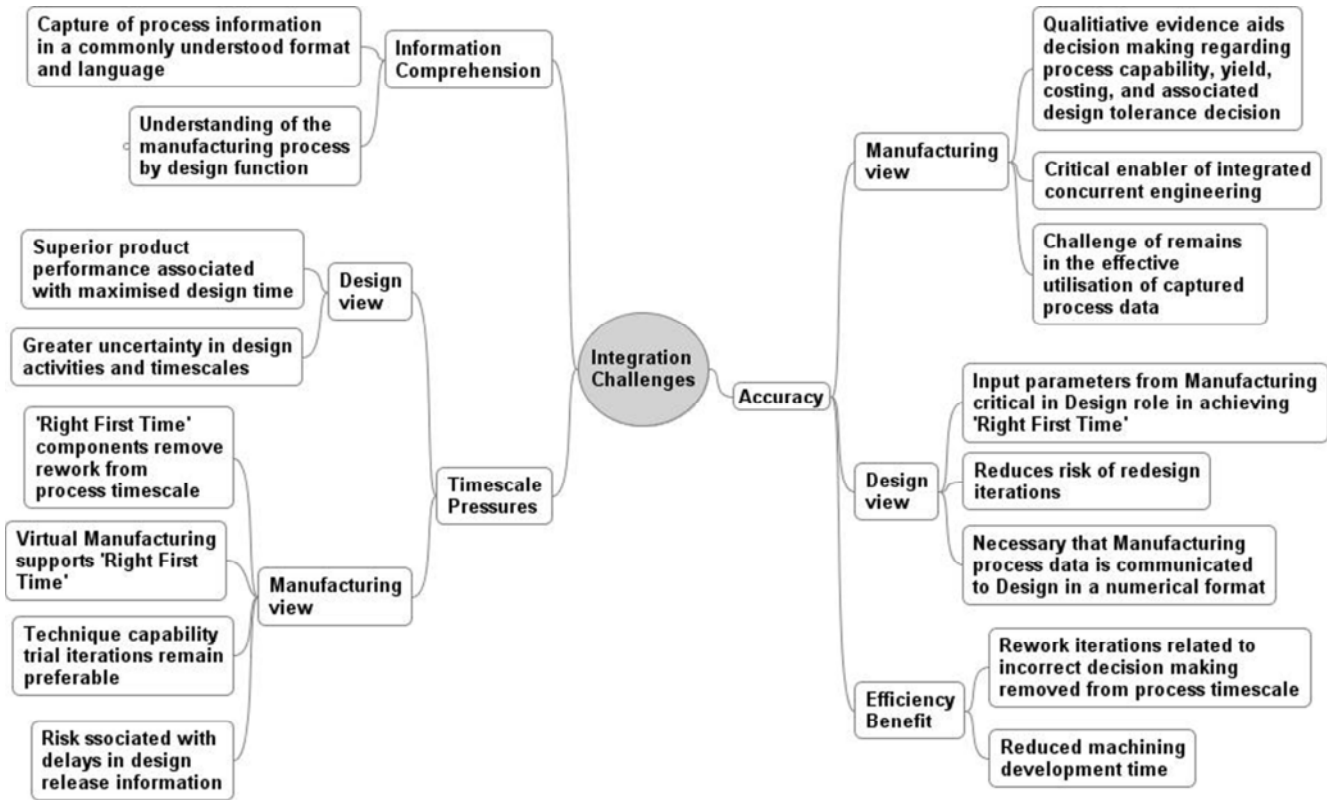 Capture of process information
in a commonly understood format
and language
Information
Comprehension
Understanding of the
manufacturing process
by design function
Superior product
performance associated
with maximised design time
Design
view
Greater uncertainty in design
activities and timescales
'Right First Time'
components remove
rework from
process timescale
Timescale
Pressures
Virtual Manufacturing
supports 'Right First
Time'
Manufacturing
view
Technique capability
trial iterations remain
preferable
Risk ssociated with
delays in design
release information
Integration
Challenges
Accuracy
Qualitiative evidence aids
decision making regarding
process capability, yield,
costing, and associated
design tolerance decision
Manufacturing
view
Critical enabler of integrated
concurrent engineering
Challenge of remains
in the effective
utilisation of captured
process data
Input parameters from Manufacturing
critical in Design role in achieving
'Right First Time'
Design
view
Reduces risk of redesign
iterations
Necessary that Manufacturing
process data is communicated
to Design in a numerical format
Rework iterations related to
incorrect decision making
removed from process timescale
Efficiency
Benefit
Reduced machining
development time